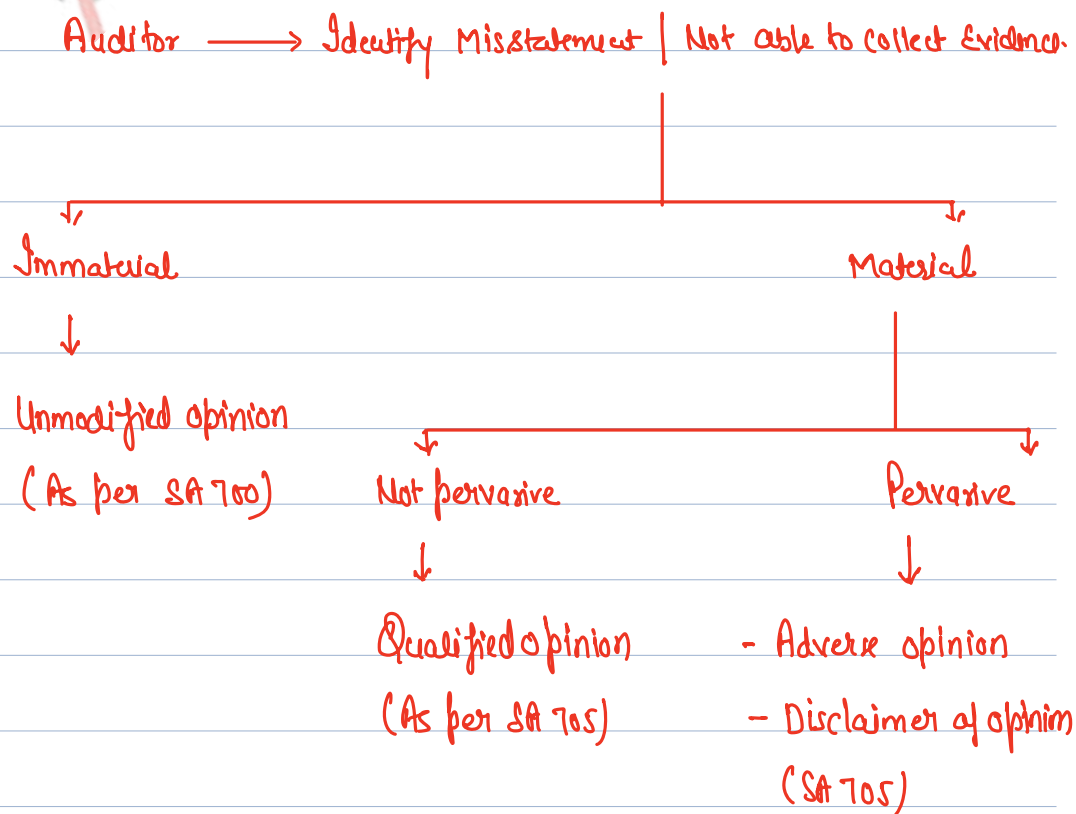 Auditor → Identify Misstatement | Not able to collect Evidence.
Immaterial Material
Unmodified opinion
(As per SA 700) Not pervasive Pervasive
Qualified opinion - Adverse opinion
(As per SA 705) - Disclaimer of opinion
(SA 705)